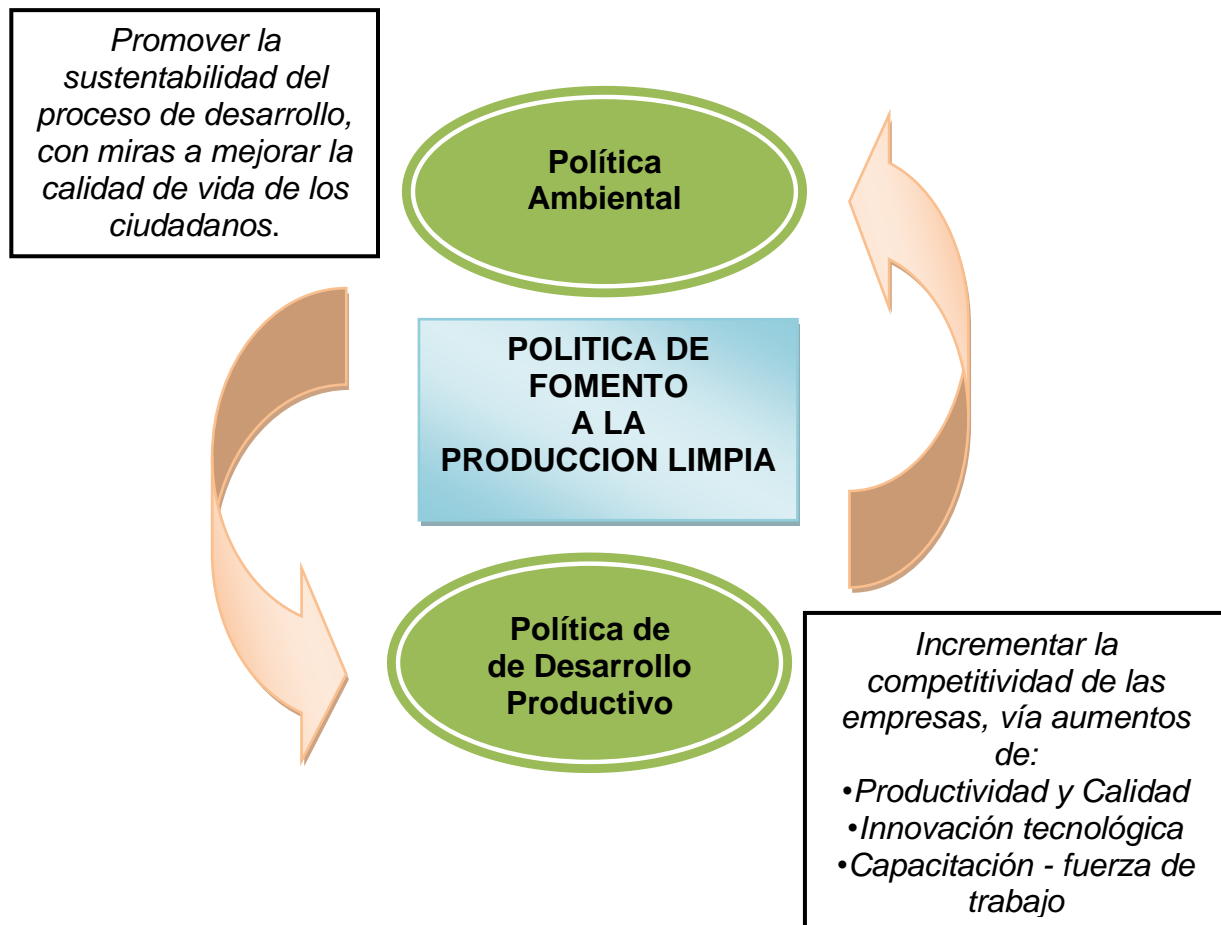 Promover la
sustentabilidad del
proceso de desarrollo,
con miras a mejorar la
calidad de vida de los
ciudadanos.
Política
Ambiental
POLITICA DE
FOMENTO
A LA
PRODUCCION LIMPIA
Política de
de Desarrollo
Productivo
Incrementar la
competitividad de las
empresas, vía aumentos
de:
•Productividad y Calidad
•Innovación tecnológica
•Capacitación - fuerza de
trabajo